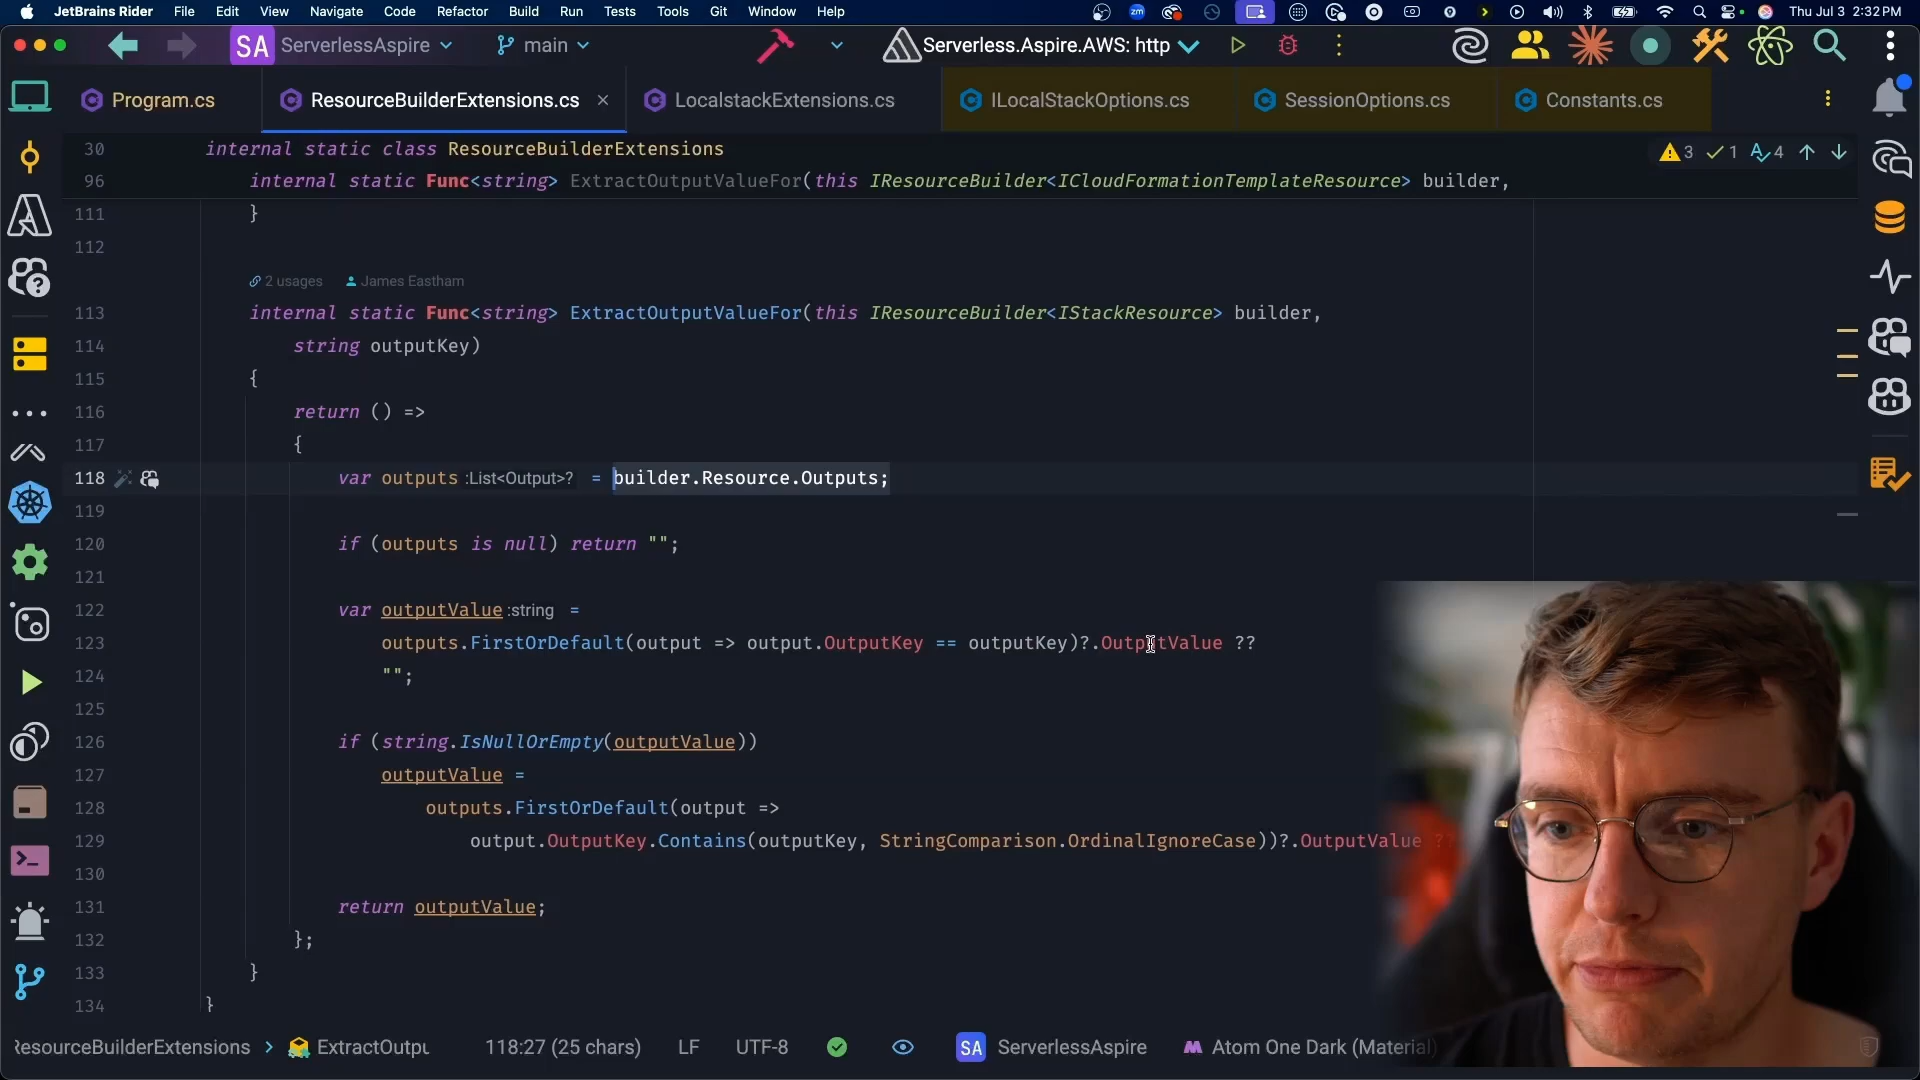 JetBrains Rider File Edit View Navigate Code Refactor Build Run Tests Tools Git Window Help Thu Jul 3 2:32 PM
SA ServerlessAspire main Serverless.Aspire.AWS: http
Program.cs ResourceBuilderExtensions.cs LocalstackExtensions.cs ILocalStackOptions.cs SessionOptions.cs Constants.cs
30 internal static class ResourceBuilderExtensions 3 1 4
96 internal static Func<string> ExtractOutputValueFor(this IResourceBuilder<ICloudFormationTemplateResource> builder,
111 }
112
2 usages James Eastham
113 internal static Func<string> ExtractOutputValueFor(this IResourceBuilder<IStackResource> builder,
114 string outputKey)
115 {
116 return () =>
117 {
118 var outputs :List<Output>? = builder.Resource.Outputs;
119
120 if (outputs is null) return "";
121
122 var outputValue :string =
123 outputs.FirstOrDefault(output => output.OutputKey == outputKey)?.OutputValue ??
124 "";
125
126 if (string.IsNullOrEmpty(outputValue))
127 outputValue =
128 outputs.FirstOrDefault(output =>
129 output.OutputKey.Contains(outputKey, StringComparison.OrdinalIgnoreCase))?.OutputValue ??
130
131 return outputValue;
132 };
133 }
134 }
ResourceBuilderExtensions > ExtractOutpu 118:27 (25 chars) LF UTF-8 SA ServerlessAspire Atom One Dark (Material)